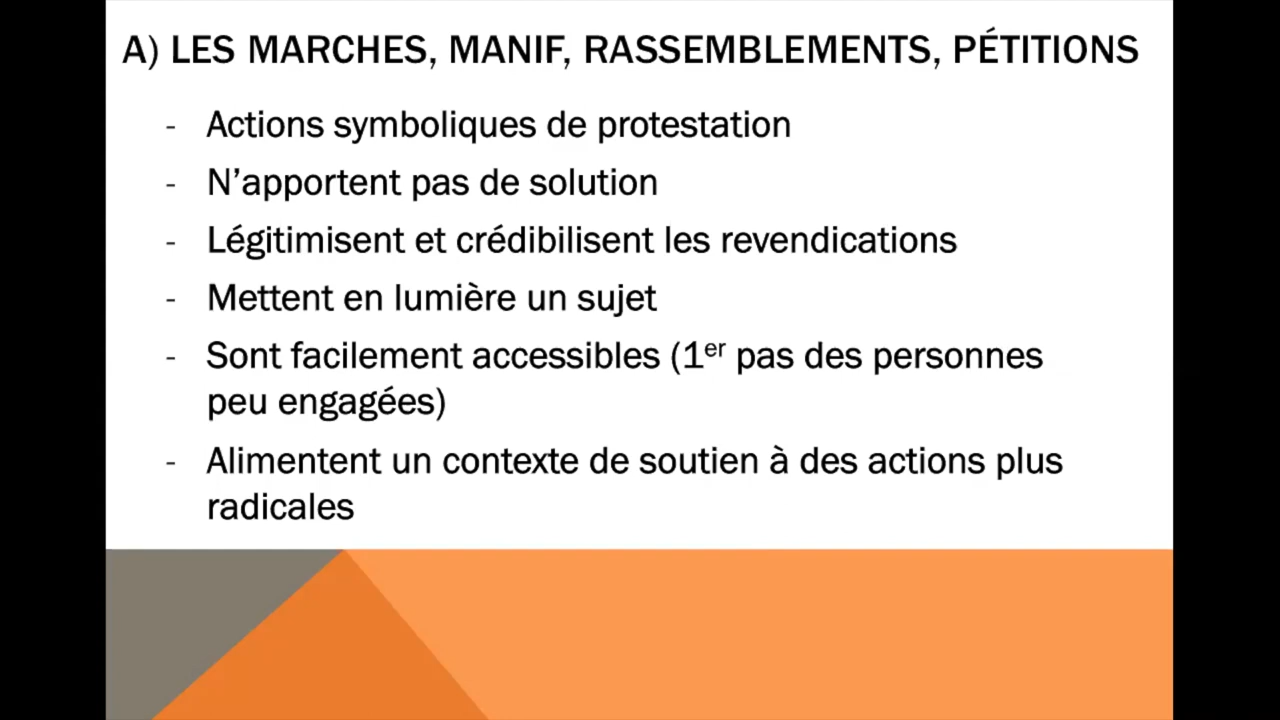 A) LES MARCHES, MANIF, RASSEMBLEMENTS, PÉTITIONS
- Actions symboliques de protestation
- N'apportent pas de solution
- Légitimisent et crédibilisent les revendications
- Mettent en lumière un sujet
- Sont facilement accessibles (1er pas des personnes
peu engagées)
- Alimentent un contexte de soutien à des actions plus
radicales